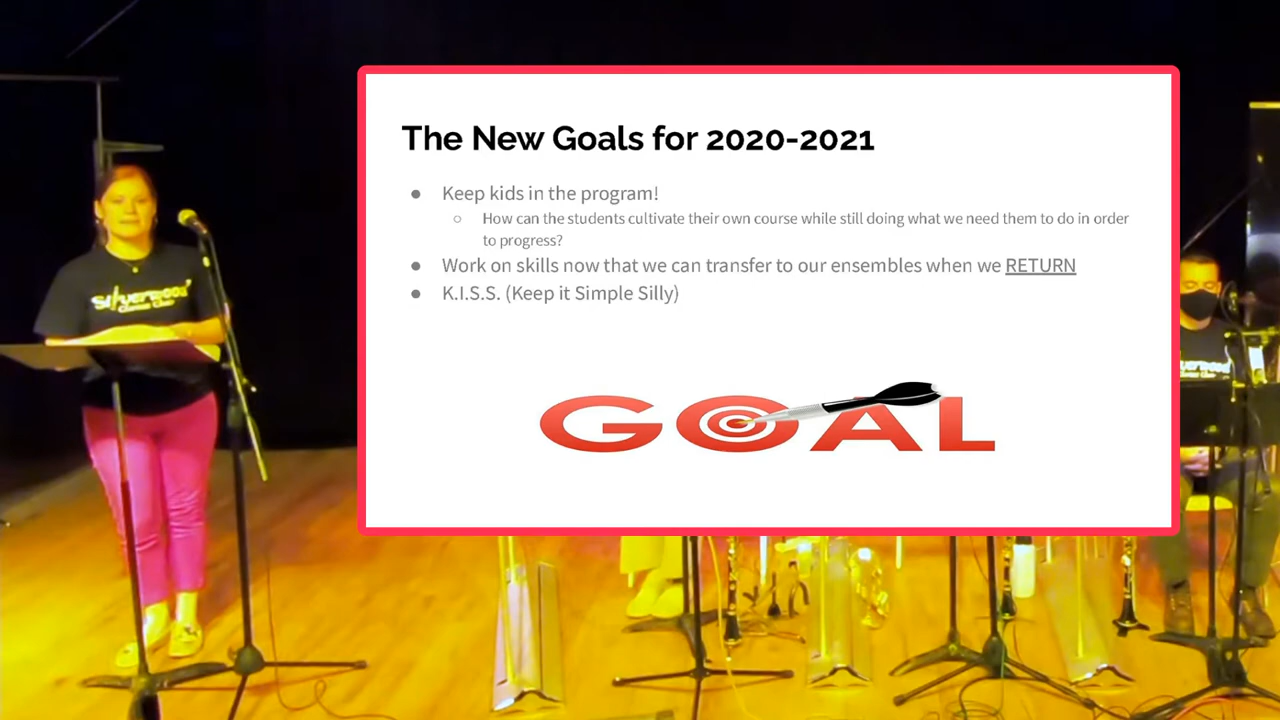 The New Goals for 2020-2021
● Keep kids in the program!
○ How can the students cultivate their own course while still doing what we need them to do in order
to progress?
● Work on skills now that we can transfer to our ensembles when we RETURN
● K.I.S.S. (Keep it Simple Silly)
GOAL
Silverwood